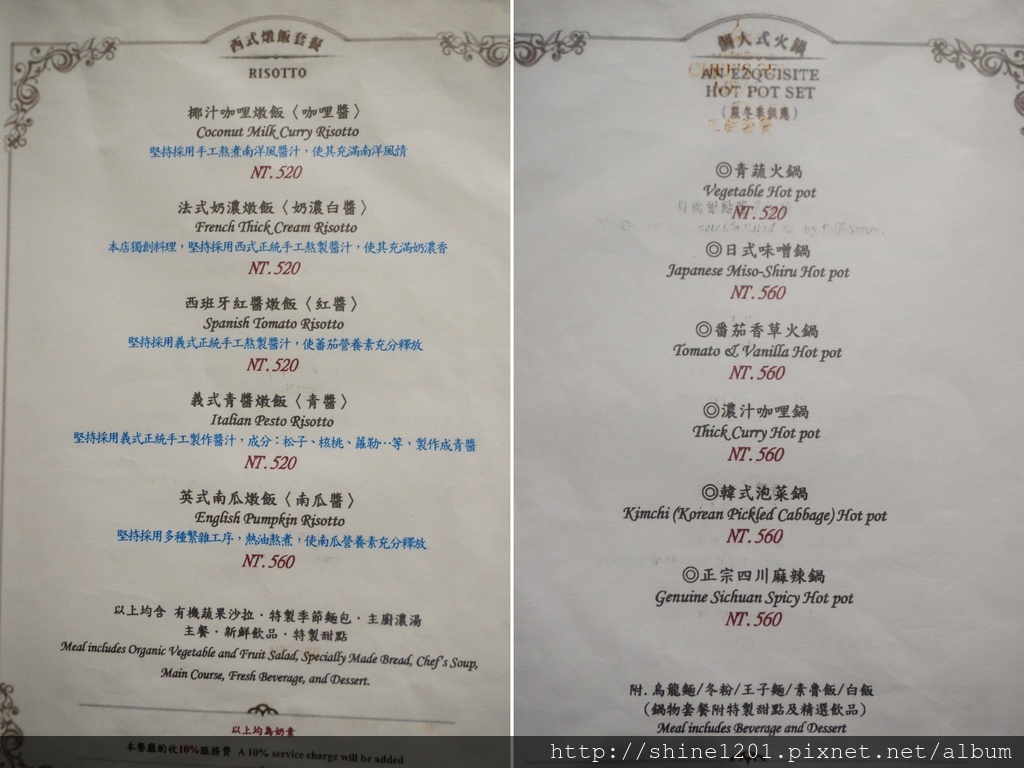 西式燉飯套餐
RISOTTO
椰汁咖哩燉飯〈咖哩醬〉
Coconut Milk Curry Risotto
堅持採用手工熬煮南洋風醬汁，使其充滿南洋風情
NT.520
法式奶濃燉飯〈奶濃白醬〉
French Thick Cream Risotto
本店獨創料理，堅持採用西式正統手工熬製醬汁，使其充滿奶濃香
NT.520
西班牙紅醬燉飯〈紅醬〉
Spanish Tomato Risotto
堅持採用義式正統手工熬製醬汁，使蕃茄營養素充分釋放
NT.520
義式青醬燉飯〈青醬〉
Italian Pesto Risotto
堅持採用義式正統手工製作醬汁，成分：松子、核桃、蘿勒‥等，製作成青醬
NT.520
英式南瓜燉飯〈南瓜醬〉
English Pumpkin Risotto
堅持採用多種繁雜工序，熱油熬煮，使南瓜營養素充分釋放
NT.560
以上均含 有機蔬果沙拉．特製季節麵包．主廚濃湯
主餐．新鮮飲品．特製甜點
Meal includes Organic Vegetable and Fruit Salad, Specially Made Bread, Chef's Soup,
Main Course, Fresh Beverage, and Dessert.
以上均為奶素
本餐廳酌收10%服務費 A 10% service charge will be added
個人式火鍋
AN EZQUISITE
HOT POT SET
（嚴冬季供應）
◎青蔬火鍋
Vegetable Hot pot
NT.520
◎日式味噌鍋
Japanese Miso-Shiru Hot pot
NT.560
◎番茄香草火鍋
Tomato & Vanilla Hot pot
NT.560
◎濃汁咖哩鍋
Thick Curry Hot pot
NT.560
◎韓式泡菜鍋
Kimchi (Korean Pickled Cabbage) Hot pot
NT.560
◎正宗四川麻辣鍋
Genuine Sichuan Spicy Hot pot
NT.560
附. 烏龍麵/冬粉/王子麵/素魯飯/白飯
（鍋物套餐附特製甜點及精選飲品）
Meal includes Beverage and Dessert
http://shine1201.pixnet.net/album